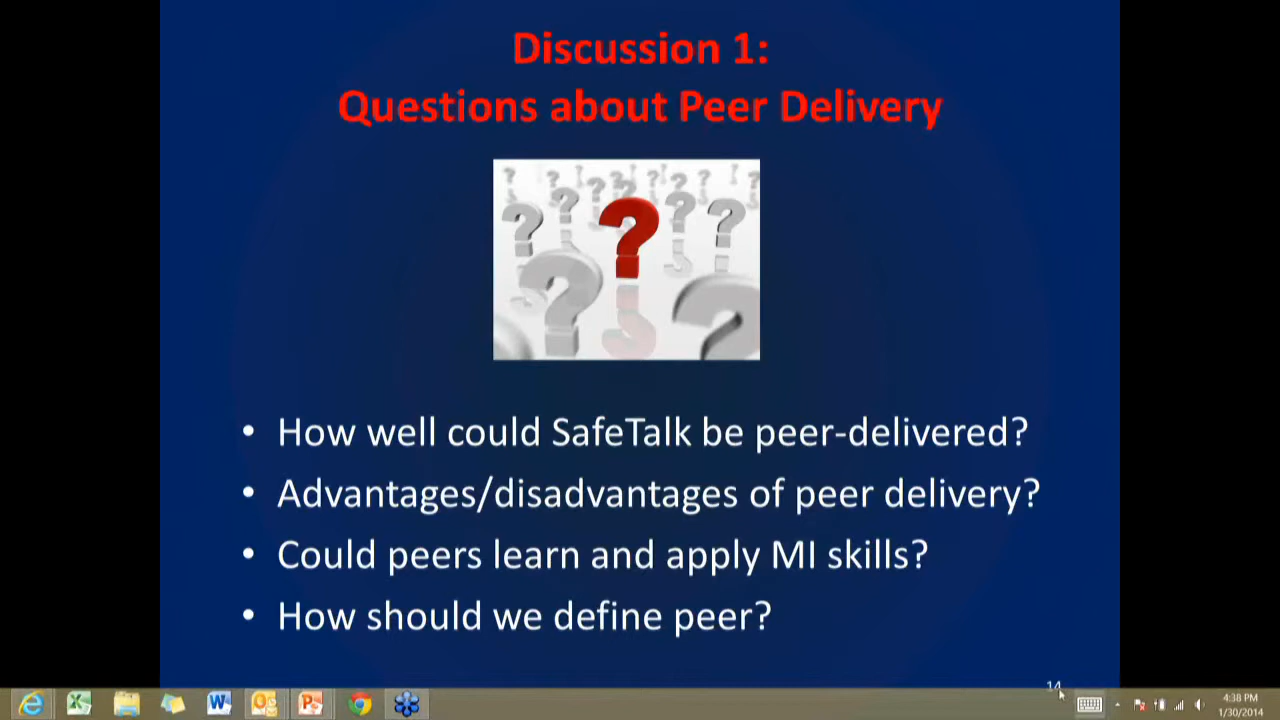 Discussion 1:
Questions about Peer Delivery
• How well could SafeTalk be peer-delivered?
• Advantages/disadvantages of peer delivery?
• Could peers learn and apply MI skills?
• How should we define peer?
14
4:38 PM
1/30/2014